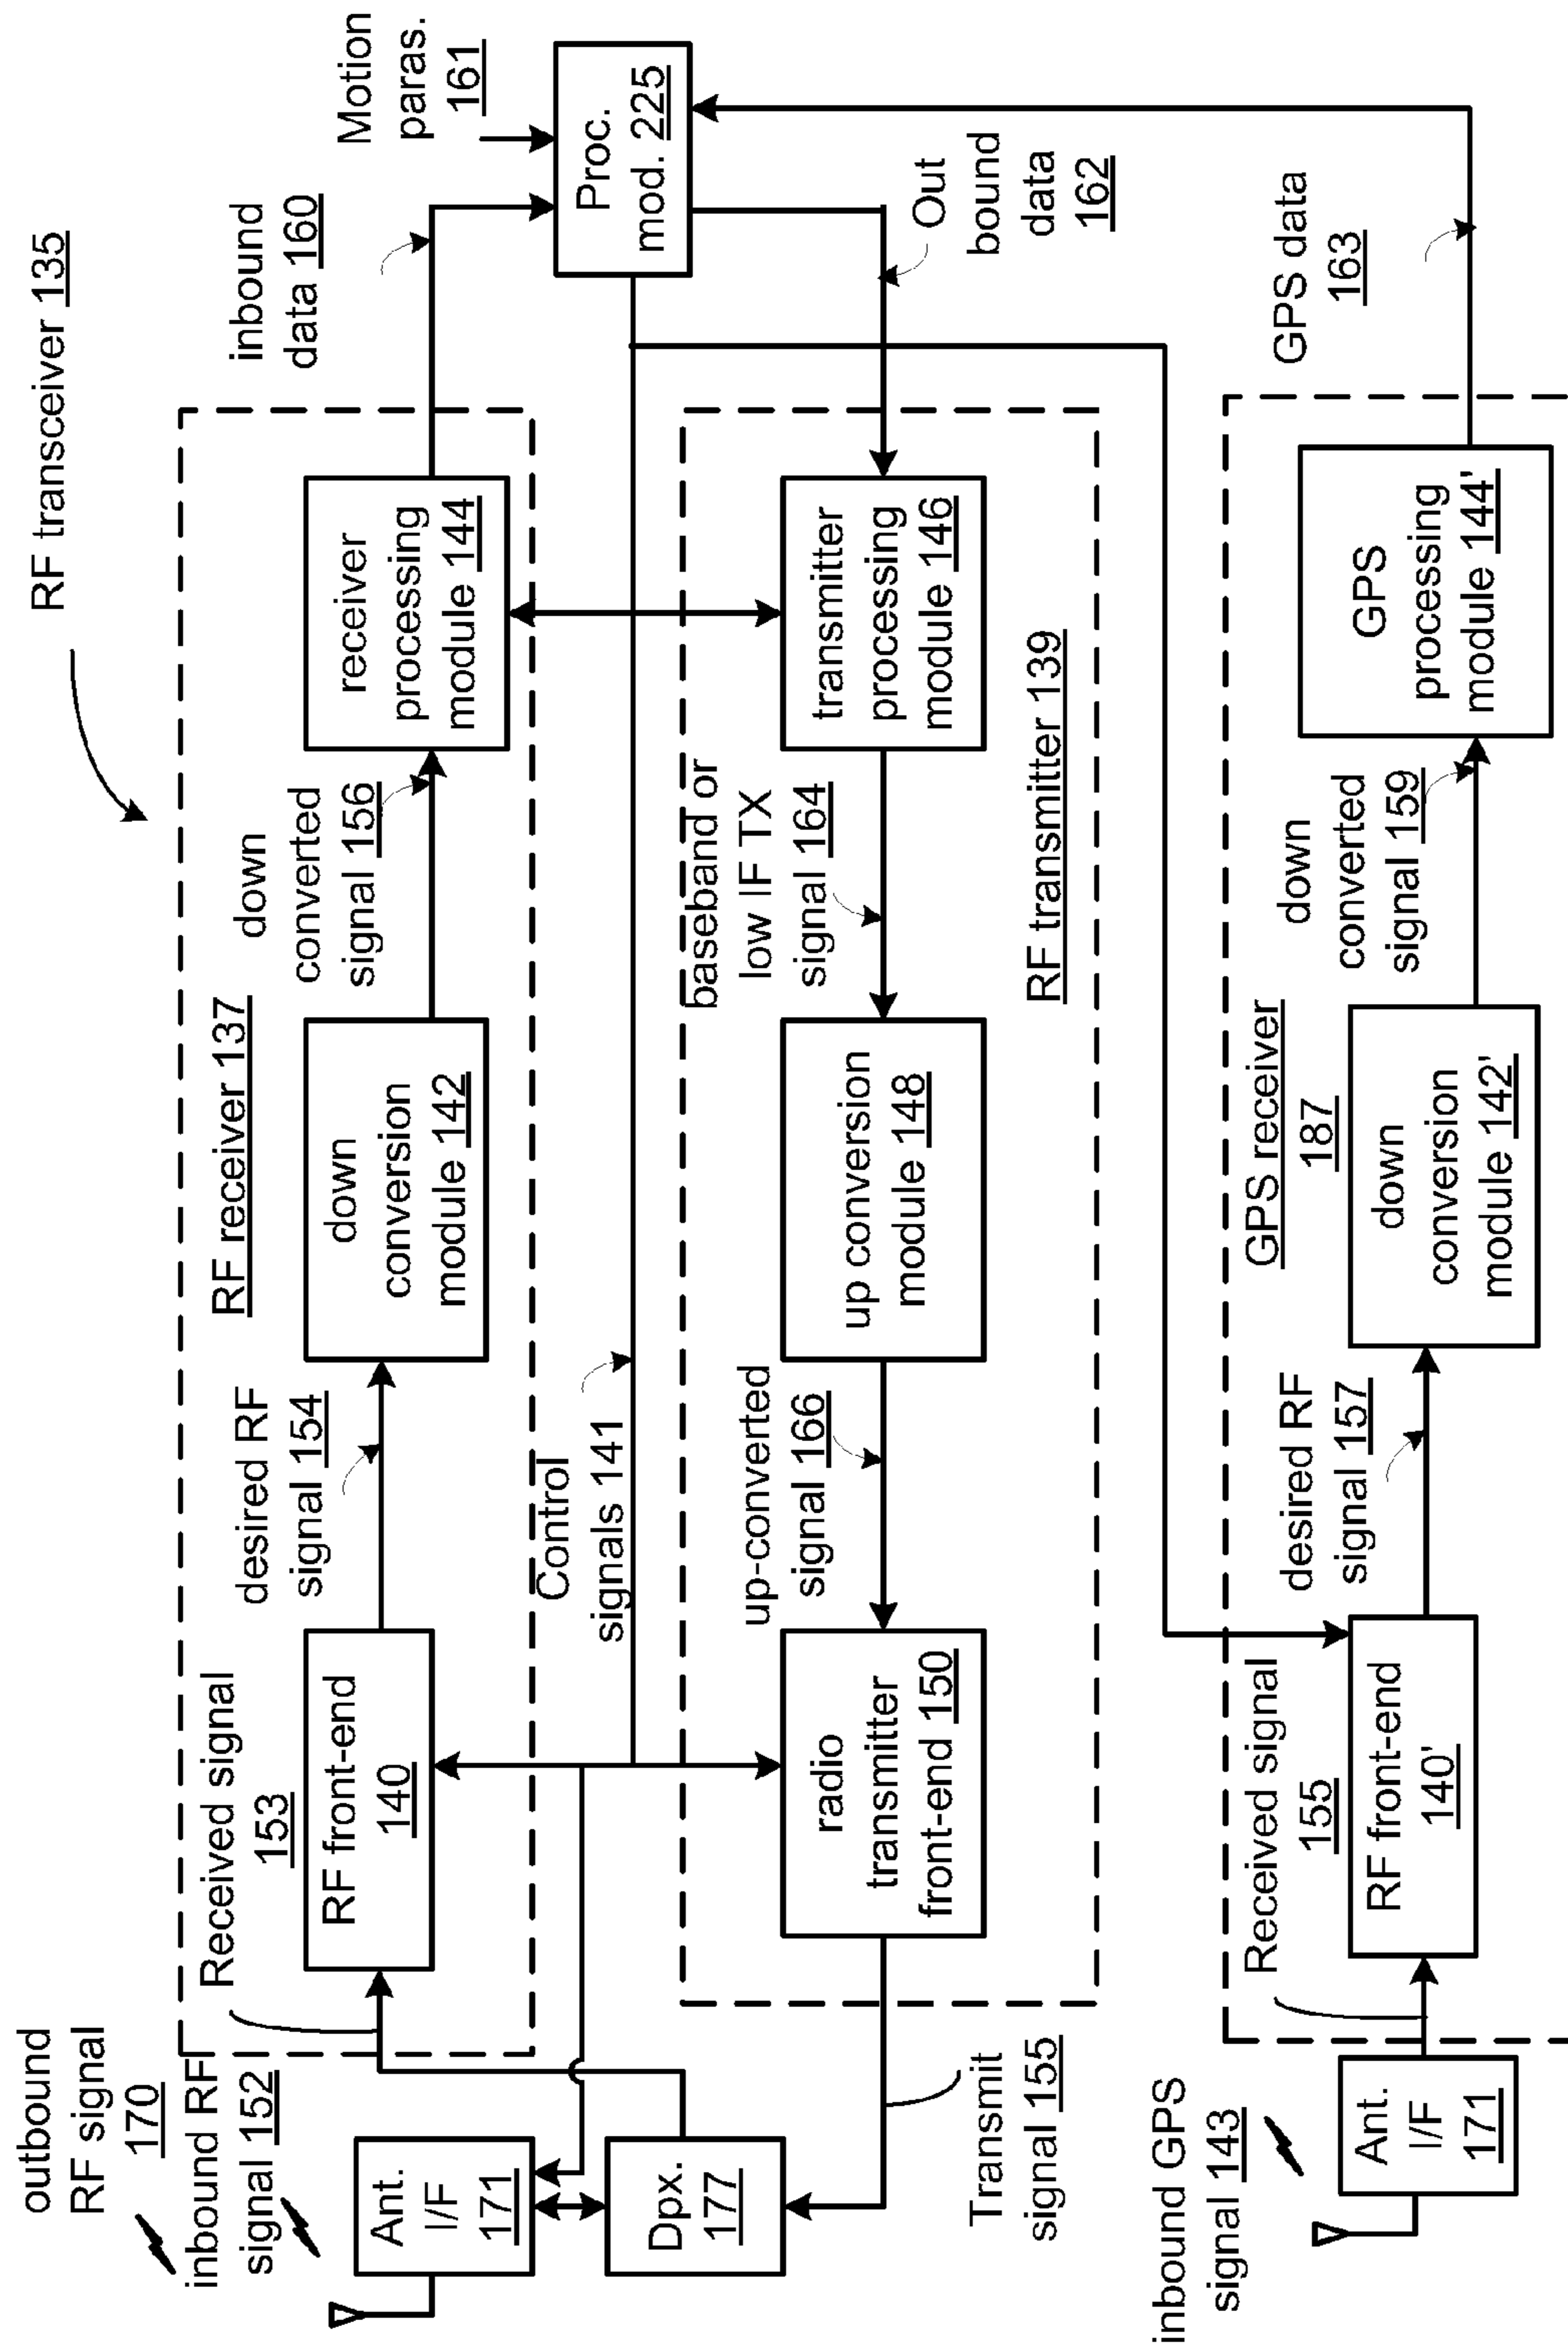 RF transceiver 135
outbound
RF signal
170
inbound RF
signal 152
Ant.
I/F
171
Dpx.
177
Received signal
153
RF front-end
140
desired RF
signal 154
RF receiver 137
down
conversion
module 142
down
converted
signal 156
receiver
processing
module 144
inbound
data 160
Motion
paras.
161
Proc.
mod. 225
Control
signals 141
Transmit
signal 155
radio
transmitter
front-end 150
up-converted
signal 166
up conversion
module 148
baseband or
low IF TX
signal 164
transmitter
processing
module 146
RF transmitter 139
Out
bound
data
162
inbound GPS
signal 143
Ant.
I/F
171
Received signal
155
RF front-end
140'
desired RF
signal 157
GPS receiver
187
down
conversion
module 142'
down
converted
signal 159
GPS
processing
module 144'
GPS data
163